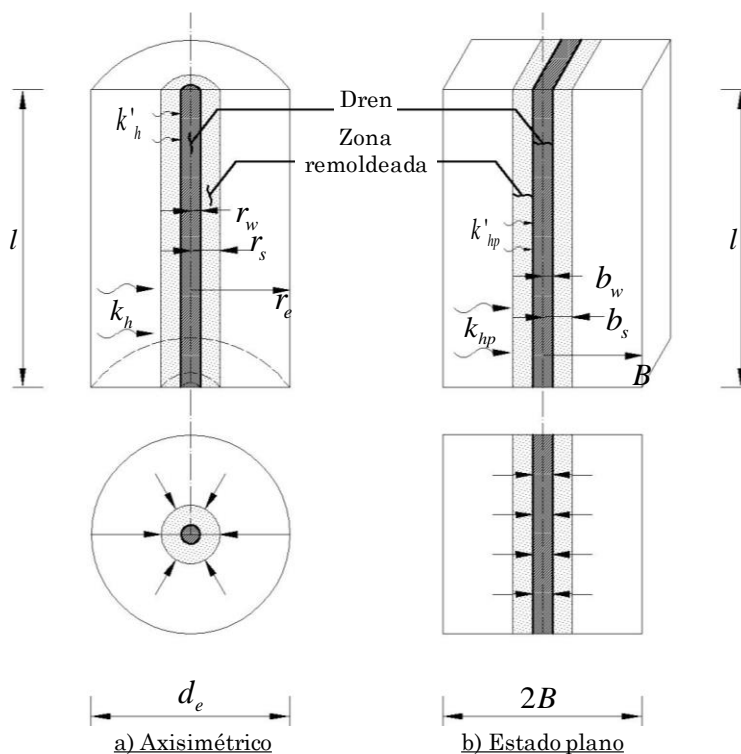 Dren
Zona
remoldeada
k'h
rw
rs
l
kh
re
k'hp
bw
bs
khp
B
l
de
2B
a) Axisimétrico
b) Estado plano